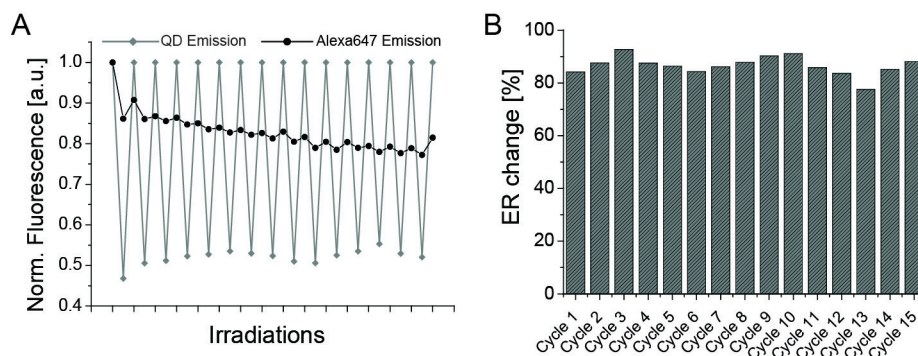 A
QD Emission
Alexa647 Emission
Norm. Fluorescence [a.u.]
1.0
0.9
0.8
0.7
0.6
0.5
0.4
Irradiations
B
ER change [%]
100
80
60
40
20
0
Cycle 1
Cycle 2
Cycle 3
Cycle 4
Cycle 5
Cycle 6
Cycle 7
Cycle 8
Cycle 9
Cycle 10
Cycle 11
Cycle 12
Cycle 13
Cycle 14
Cycle 15